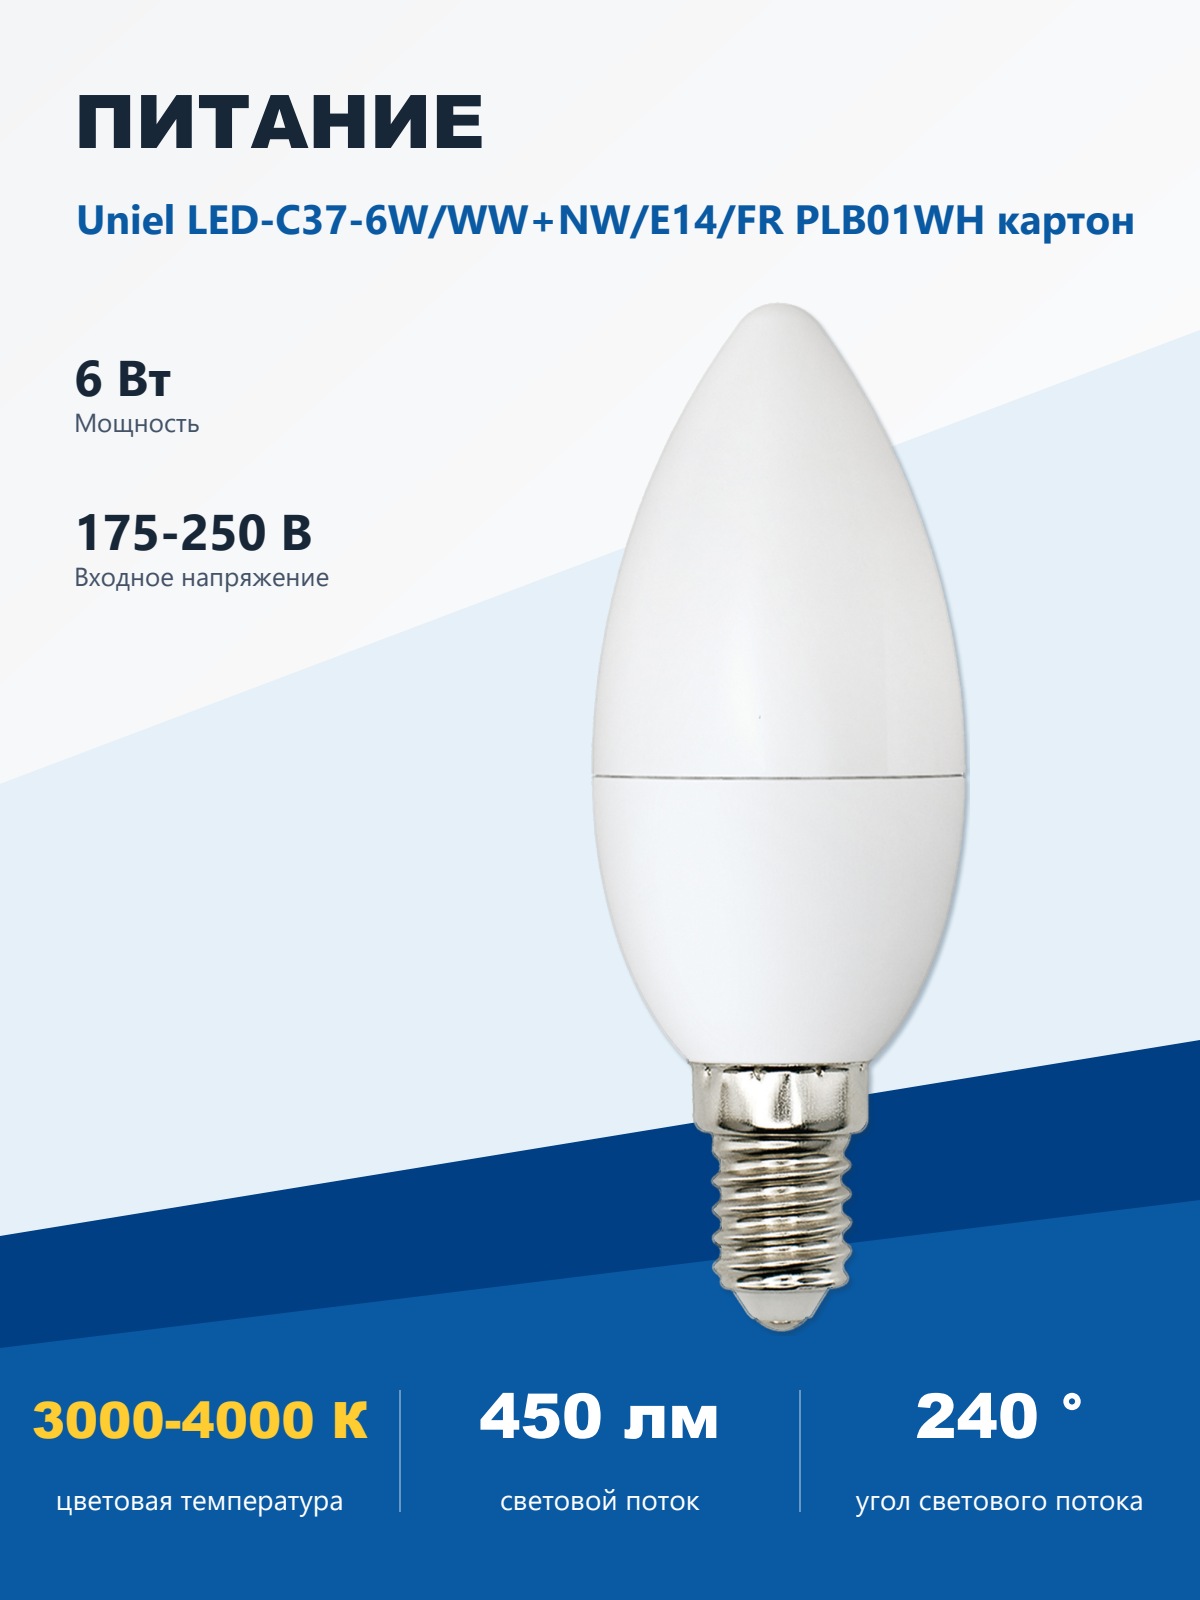 ПИТАНИЕ
Uniel LED-C37-6W/WW+NW/E14/FR PLB01WH картон
6 Вт
Мощность
175-250 В
Входное напряжение
3000-4000 К
цветовая температура
450 лм
световой поток
240 °
угол светового потока